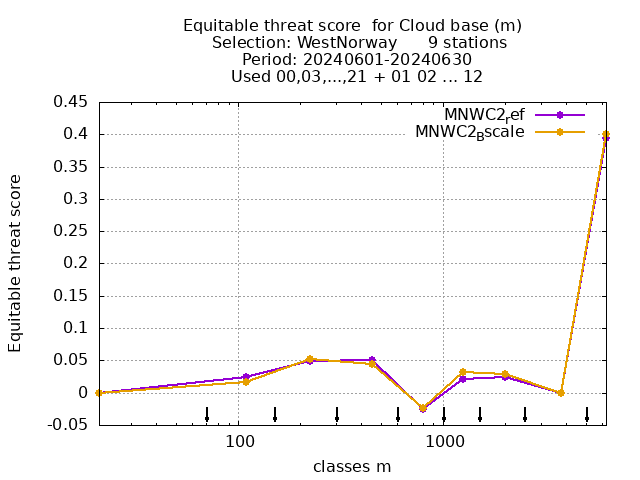 Equitable threat score  for Cloud base (m)
Selection: WestNorway      9 stations
Period: 20240601-20240630
Used 00,03,...,21 + 01 02 ... 12
MNWC2ref
MNWC2Bscale
Equitable threat score
0.45
0.4
0.35
0.3
0.25
0.2
0.15
0.1
0.05
0
-0.05
100
1000
classes m